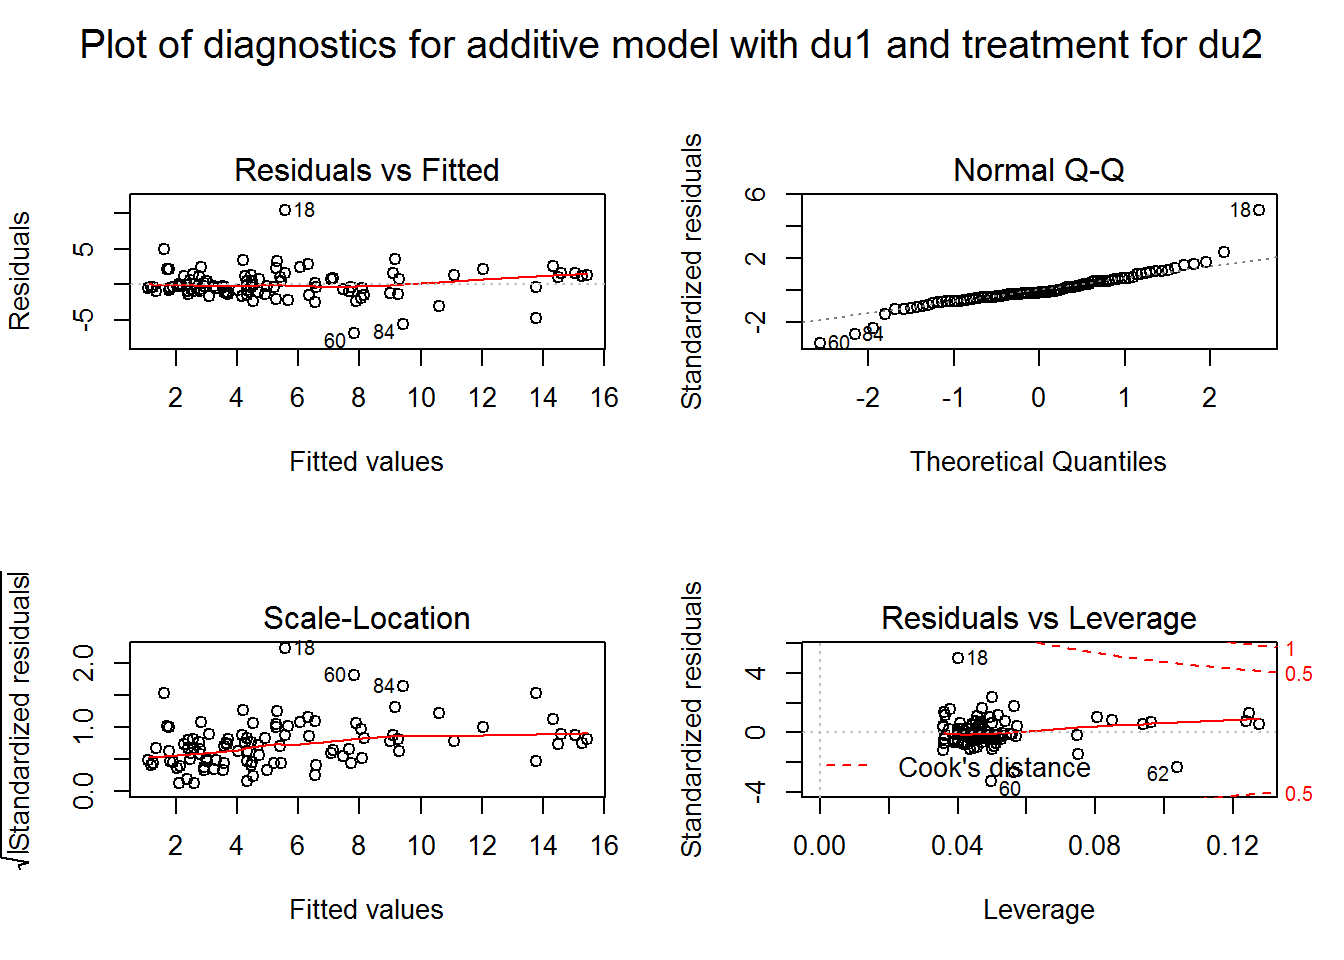 Plot of diagnostics for additive model with du1 and treatment for du2
Residuals vs Fitted
Residuals
5
-5
18
60
84
2 4 6 8 10 12 14 16
Fitted values
Normal Q-Q
Standardized residuals
6
2
-2
18
60
84
-2 -1 0 1 2
Theoretical Quantiles
Scale-Location
√|Standardized residuals|
2.0
1.0
0.0
18
60
84
2 4 6 8 10 12 14 16
Fitted values
Residuals vs Leverage
Standardized residuals
4
0
-4
18
62
60
Cook's distance
1
0.5
0.5
0.00 0.04 0.08 0.12
Leverage